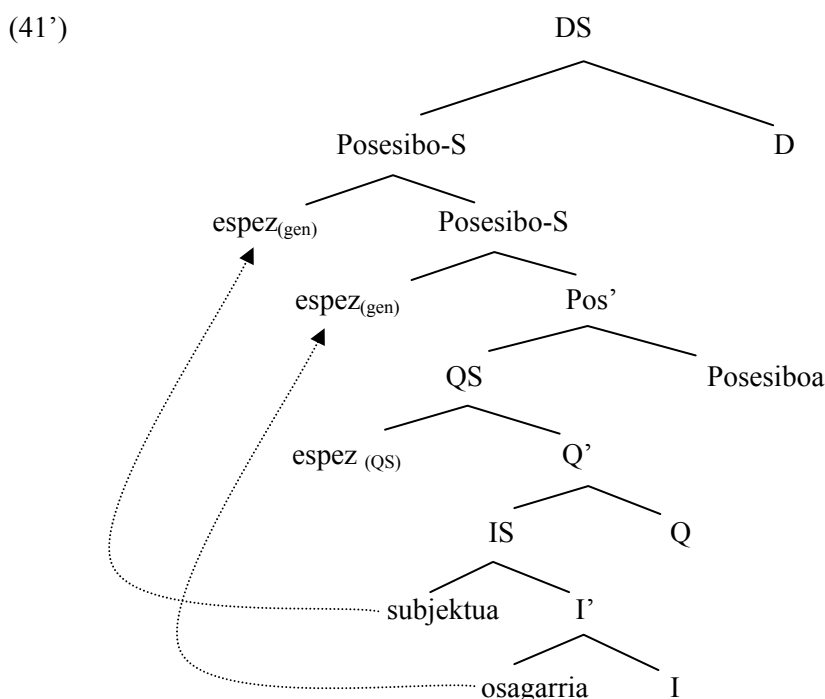 (41’) DS
Posesibo-S D
espez(gen) Posesibo-S
espez(gen) Pos’
QS Posesiboa
espez (QS) Q’
IS Q
subjektua I’
osagarria I